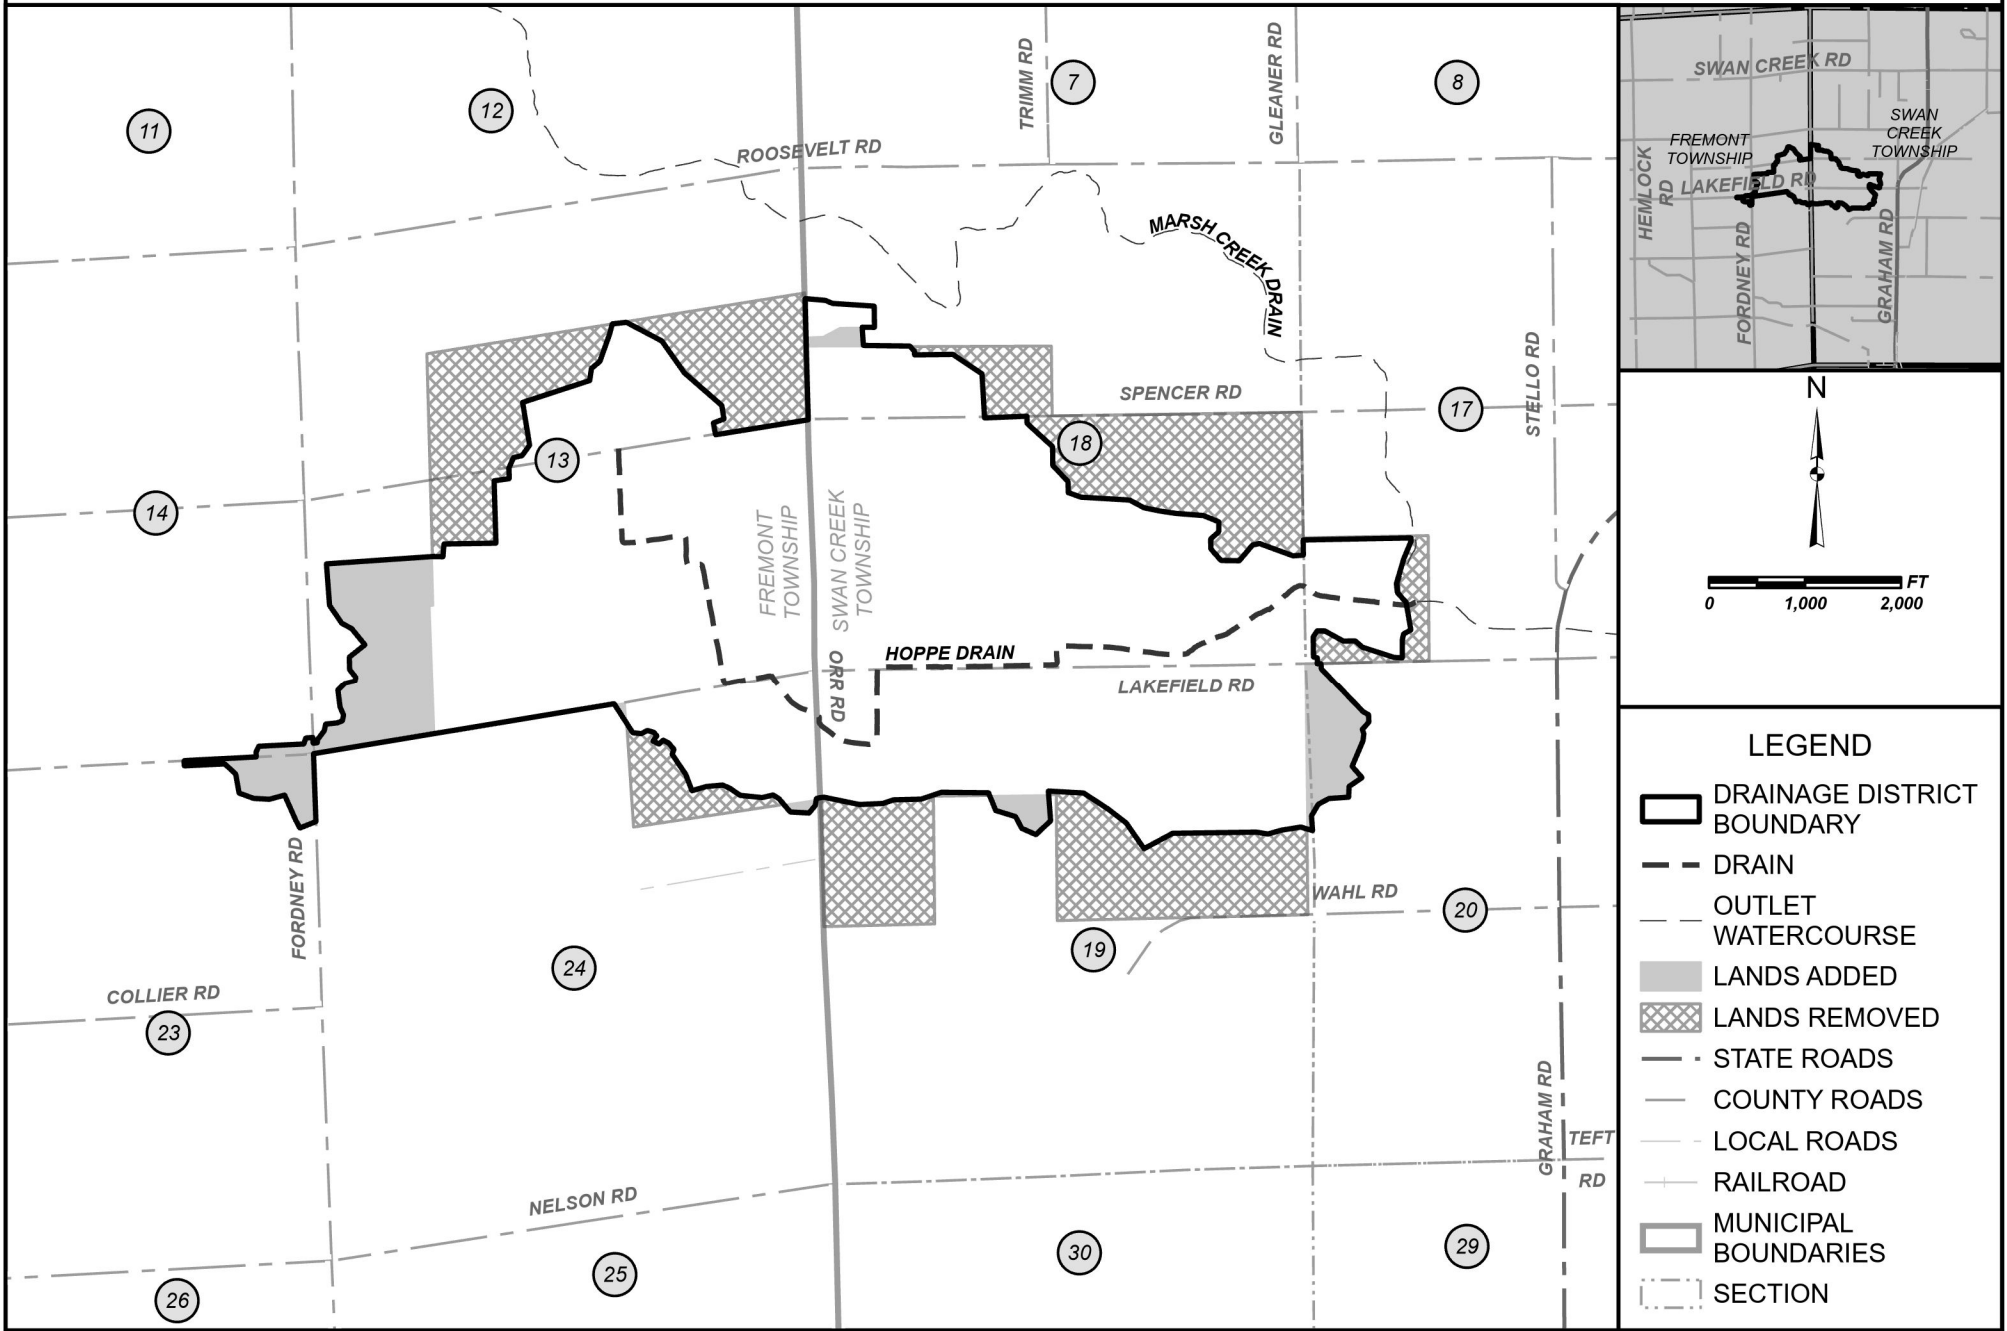 11
12
TRIMM RD
7
GLEANER RD
8
ROOSEVELT RD
MARSH CREEK DRAIN
STELLO RD
SPENCER RD
17
13
18
14
FREMONT
TOWNSHIP
SWAN CREEK
TOWNSHIP
ORR RD
HOPPE DRAIN
LAKEFIELD RD
FORDNEY RD
WAHL RD
20
19
24
COLLIER RD
23
GRAHAM RD
TEFT
RD
NELSON RD
25
30
29
26
SWAN CREEK RD
SWAN
CREEK
TOWNSHIP
FREMONT
TOWNSHIP
HEMLOCK
RD
LAKEFIELD RD
FORDNEY RD
GRAHAM RD
N
FT
0 1,000 2,000
LEGEND
DRAINAGE DISTRICT
BOUNDARY
DRAIN
OUTLET
WATERCOURSE
LANDS ADDED
LANDS REMOVED
STATE ROADS
COUNTY ROADS
LOCAL ROADS
RAILROAD
MUNICIPAL
BOUNDARIES
SECTION